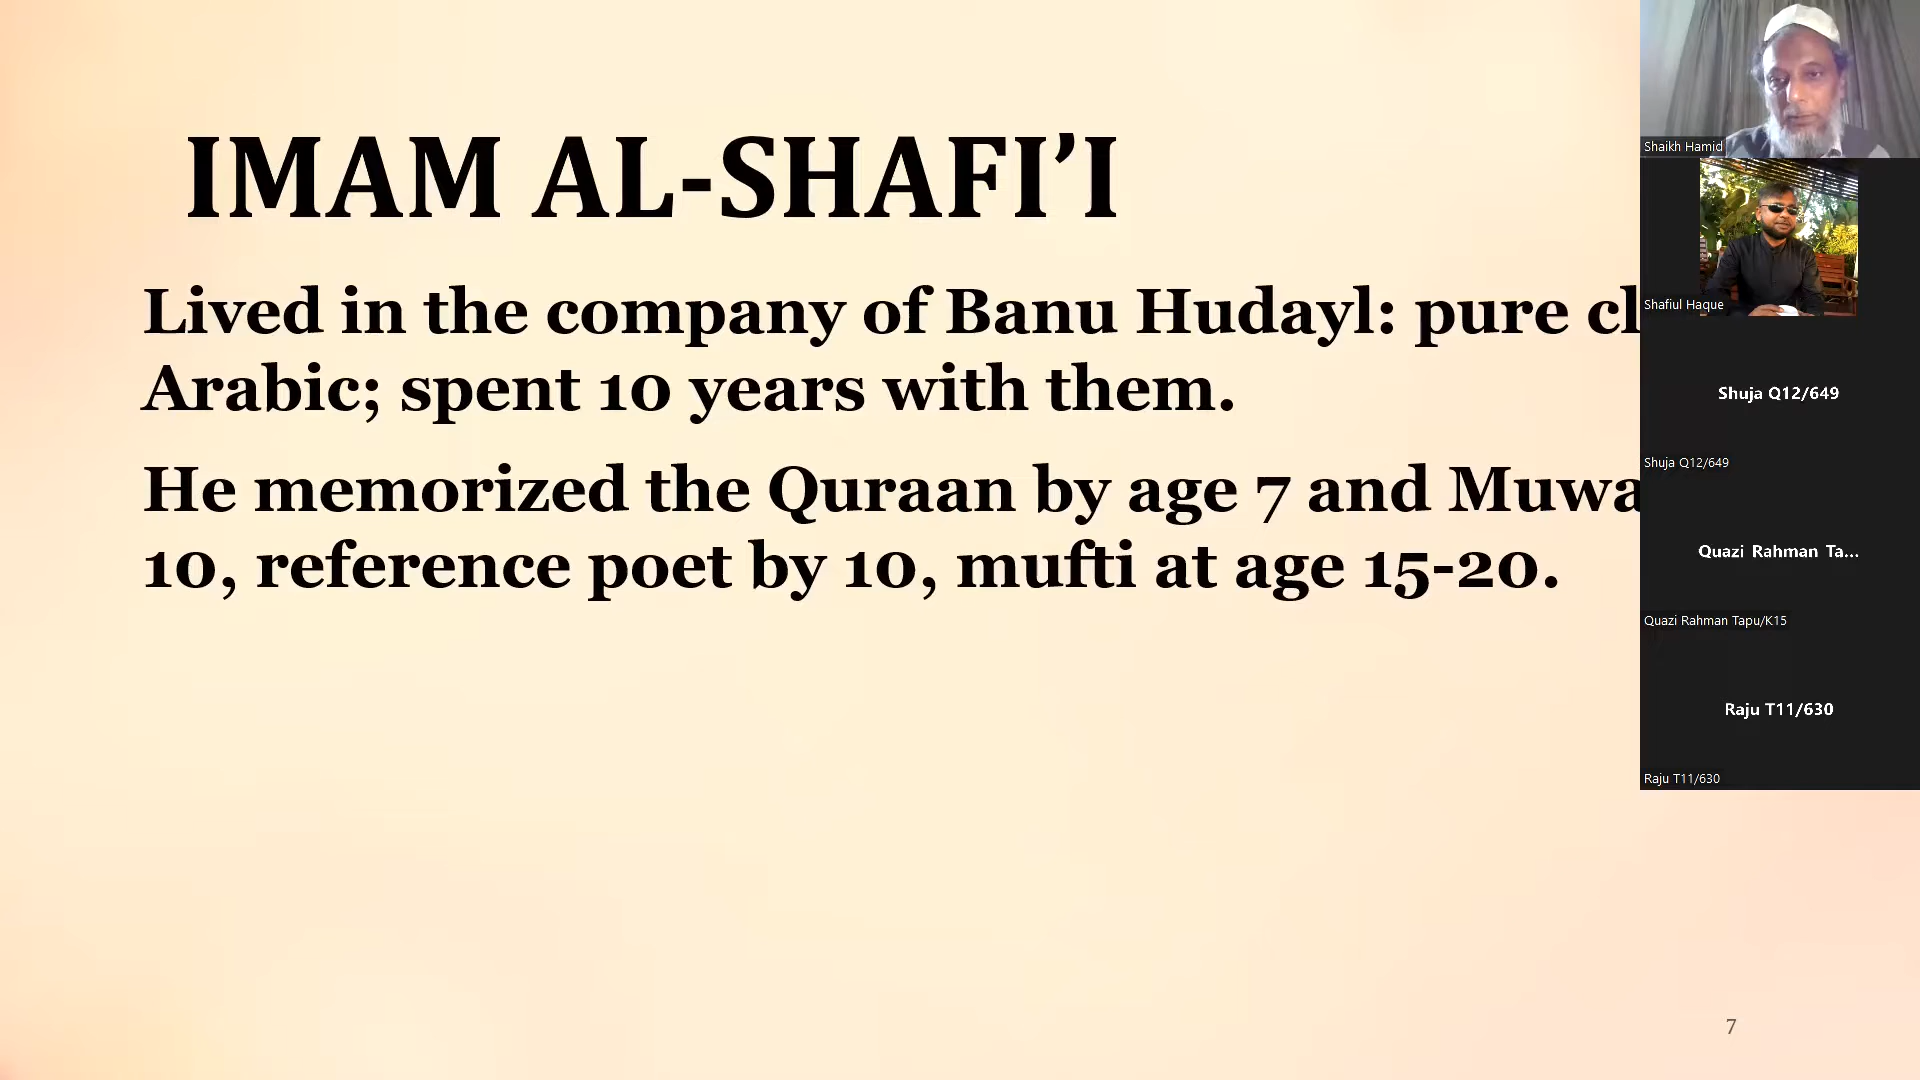 IMAM AL-SHAFI’I
Lived in the company of Banu Hudayl: pure
Arabic; spent 10 years with them.
He memorized the Quraan by age 7 and
10, reference poet by 10, mufti at age 15-20.
7
Shaikh Hamid
Shafiul Haque
Shuja Q12/649
Shuja Q12/649
Quazi Rahman Ta...
Quazi Rahman Tapu/K15
Raju T11/630
Raju T11/630